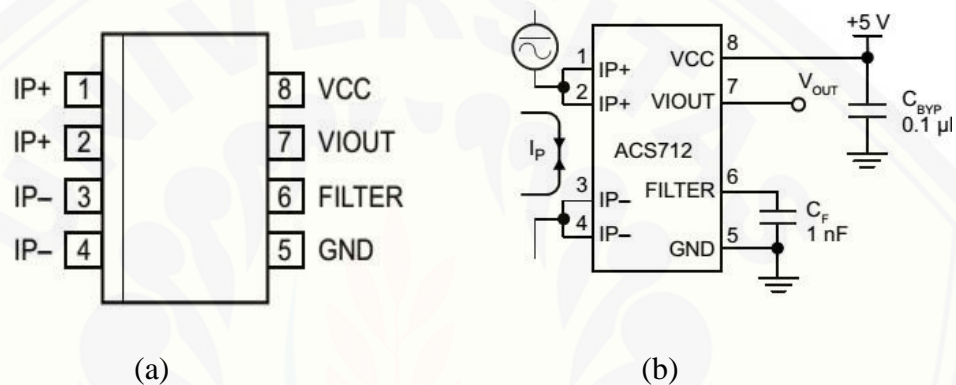 IP+ 1 8 VCC
IP+ 2 7 VIOUT
IP– 3 6 FILTER
IP– 4 5 GND
(a)
+5 V
1 IP+ VCC 8
2 IP+ VIOUT 7 VOUT
CBYP
0.1 µ
IP ACS712
3 IP– FILTER 6
4 IP–
CF
1 nF
GND 5
(b)